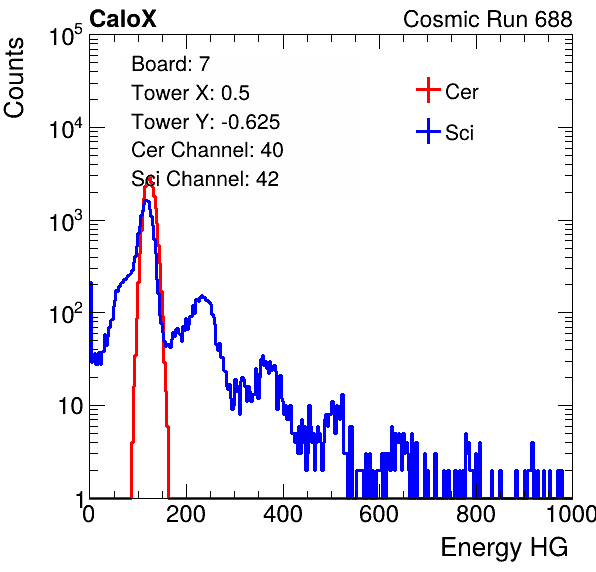 CaloX Cosmic Run 688
Counts
10^5
10^4
10^3
10^2
10
1
Board: 7
Tower X: 0.5
Tower Y: -0.625
Cer Channel: 40
Sci Channel: 42
Cer
Sci
0 200 400 600 800 1000
Energy HG